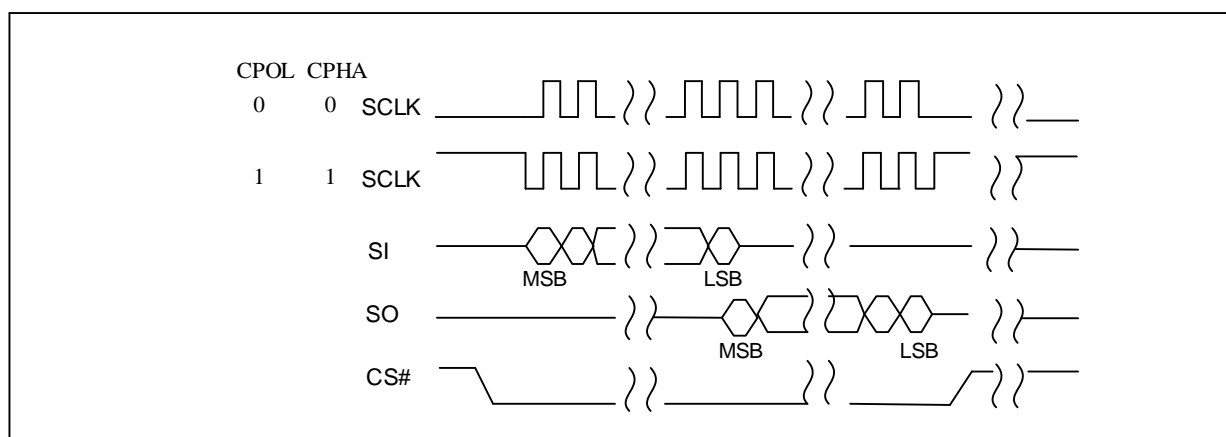 CPOL CPHA
0 0 SCLK
1 1 SCLK
SI
MSB LSB
SO
MSB LSB
CS#